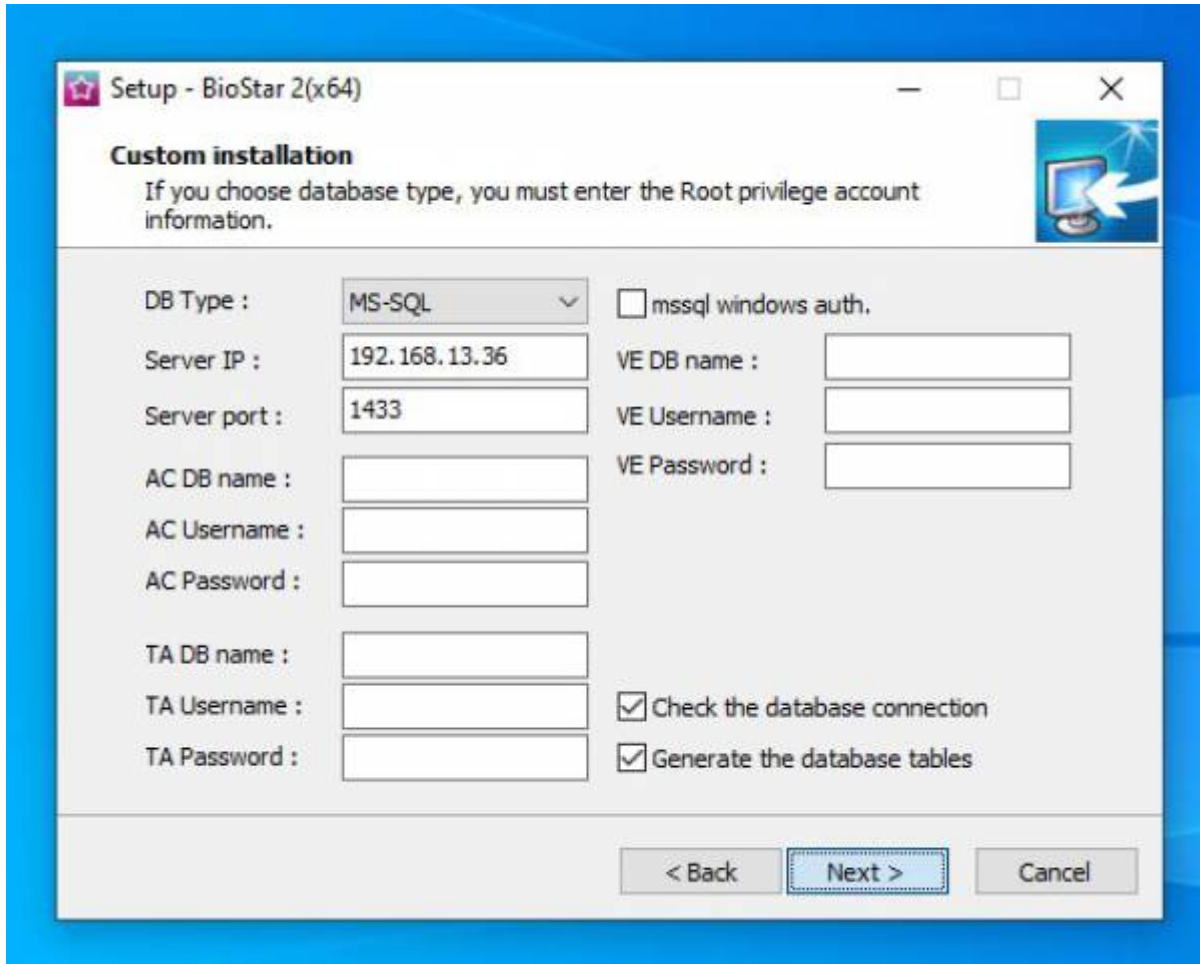 Setup - BioStar 2(x64)
Custom installation
If you choose database type, you must enter the Root privilege account
information.
DB Type : MS-SQL
Server IP : 192.168.13.36
Server port : 1433
AC DB name :
AC Username :
AC Password :
TA DB name :
TA Username :
TA Password :
mssql windows auth.
VE DB name :
VE Username :
VE Password :
Check the database connection
Generate the database tables
< Back Next > Cancel